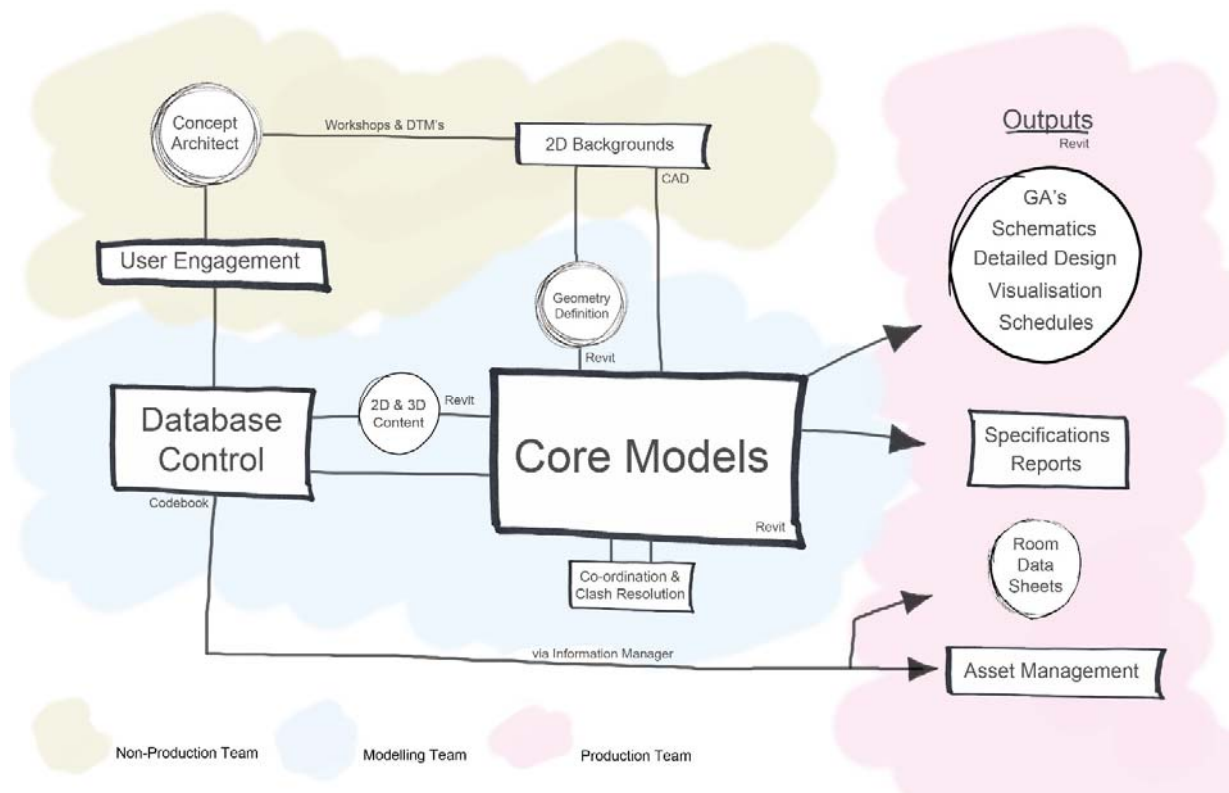 Concept
Architect
Workshops & DTM's
2D Backgrounds
CAD
Outputs
Revit
GA's
Schematics
Detailed Design
Visualisation
Schedules
User Engagement
Geometry
Definition
Revit
Database
Control
Codebook
2D & 3D
Content
Revit
Core Models
Revit
Specifications
Reports
Co-ordination &
Clash Resolution
Room
Data
Sheets
via Information Manager
Asset Management
Non-Production Team
Modelling Team
Production Team